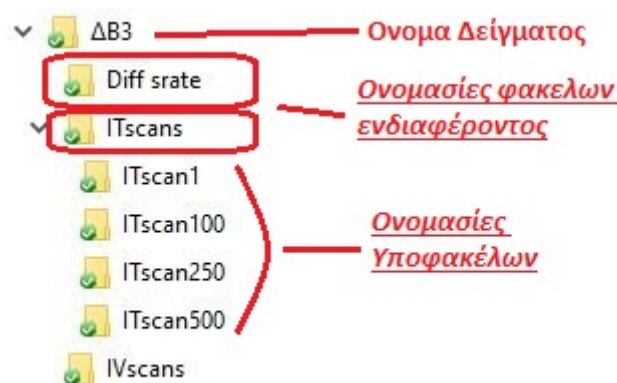 ΔΒ3
Ονομα Δείγματος
Diff srate
Ονομασίες φακελων
ενδιαφέροντος
ITscans
ITscan1
ITscan100
Ονομασίες
Υποφακέλων
ITscan250
ITscan500
IVscans